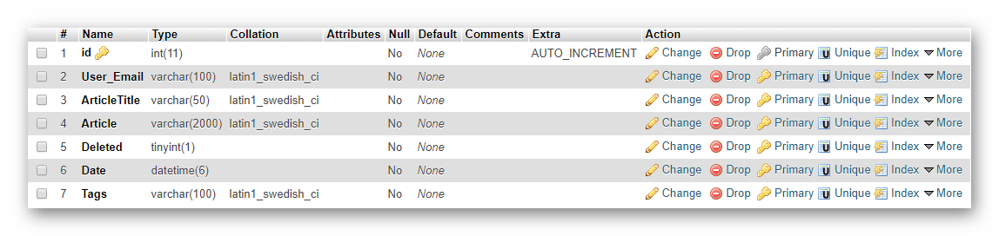 # Name Type Collation Attributes Null Default Comments Extra Action
1 id int(11) No None AUTO_INCREMENT Change Drop Primary Unique Index More
2 User_Email varchar(100) latin1_swedish_ci No None Change Drop Primary Unique Index More
3 ArticleTitle varchar(50) latin1_swedish_ci No None Change Drop Primary Unique Index More
4 Article varchar(2000) latin1_swedish_ci No None Change Drop Primary Unique Index More
5 Deleted tinyint(1) No None Change Drop Primary Unique Index More
6 Date datetime(6) No None Change Drop Primary Unique Index More
7 Tags varchar(100) latin1_swedish_ci No None Change Drop Primary Unique Index More